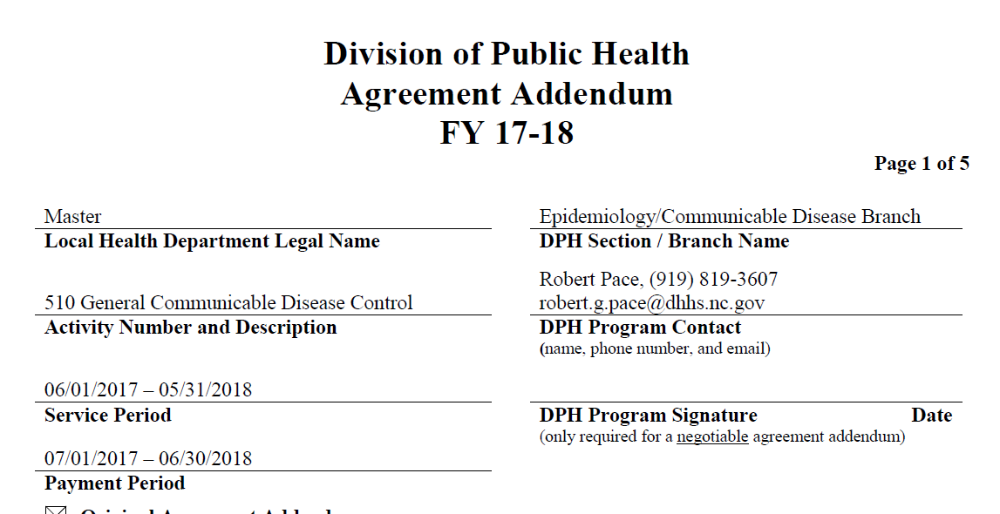 Division of Public Health
Agreement Addendum
FY 17-18
Page 1 of 5
Master
Local Health Department Legal Name
Epidemiology/Communicable Disease Branch
DPH Section / Branch Name
510 General Communicable Disease Control
Activity Number and Description
Robert Pace, (919) 819-3607
robert.g.pace@dhhs.nc.gov
DPH Program Contact
(name, phone number, and email)
06/01/2017 – 05/31/2018
Service Period
DPH Program Signature Date
(only required for a negotiable agreement addendum)
07/01/2017 – 06/30/2018
Payment Period
Original Agreement